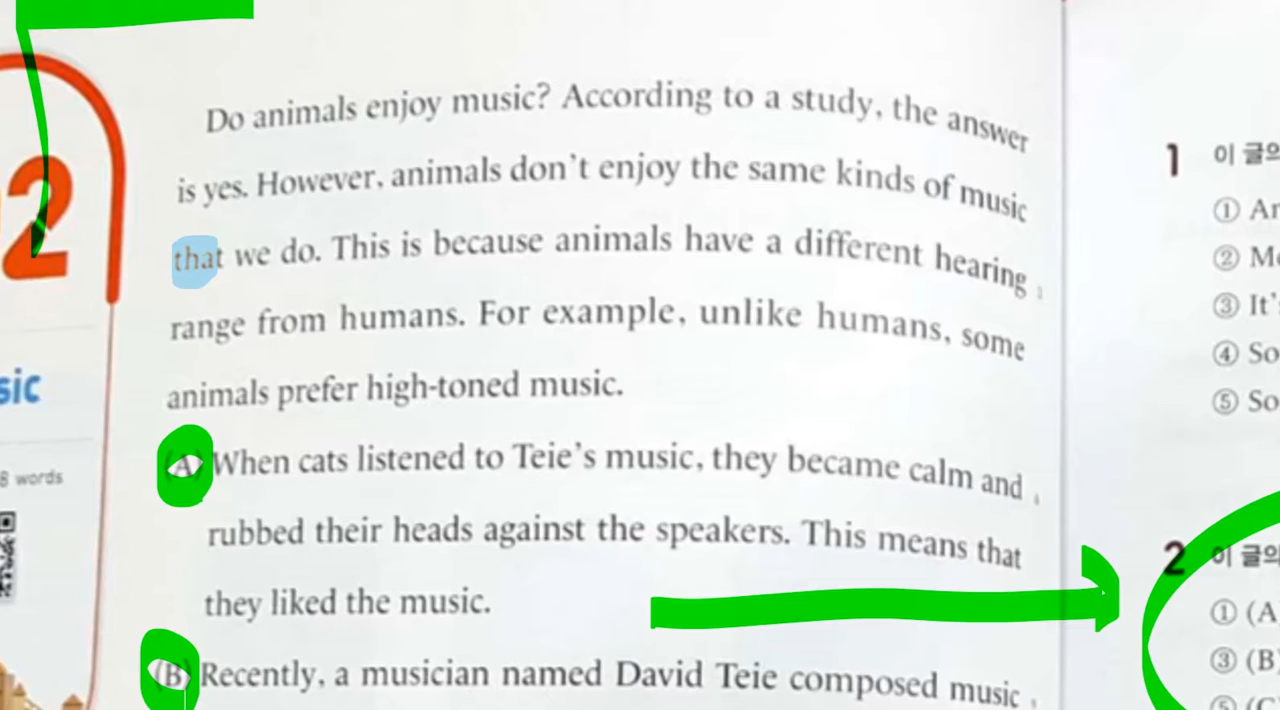 2
sic
8 words
Do animals enjoy music? According to a study, the answer
is yes. However, animals don't enjoy the same kinds of music
that we do. This is because animals have a different hearing
range from humans. For example, unlike humans, some
animals prefer high-toned music.
(A) When cats listened to Teie's music, they became calm and
rubbed their heads against the speakers. This means that
they liked the music.
(B) Recently, a musician named David Teie composed music
1 이 글의
① Ar
② Me
③ It's
④ So
⑤ So
2 이 글의
① (A
③ (B)
⑤ (C